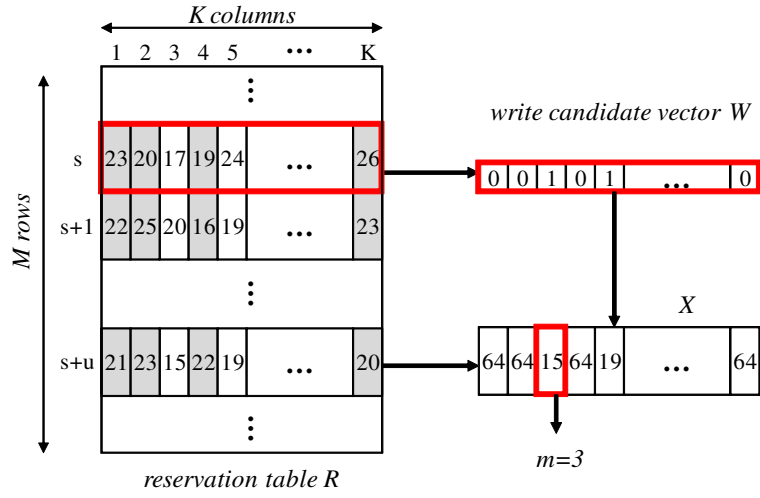 K columns
1 2 3 4 5 ... K
M rows
write candidate vector W
s 23 20 17 19 24 ... 26
0 0 1 0 1 ... 0
s+1 22 25 20 16 19 ... 23
X
s+u 21 23 15 22 19 ... 20
64 64 15 64 19 ... 64
m=3
reservation table R